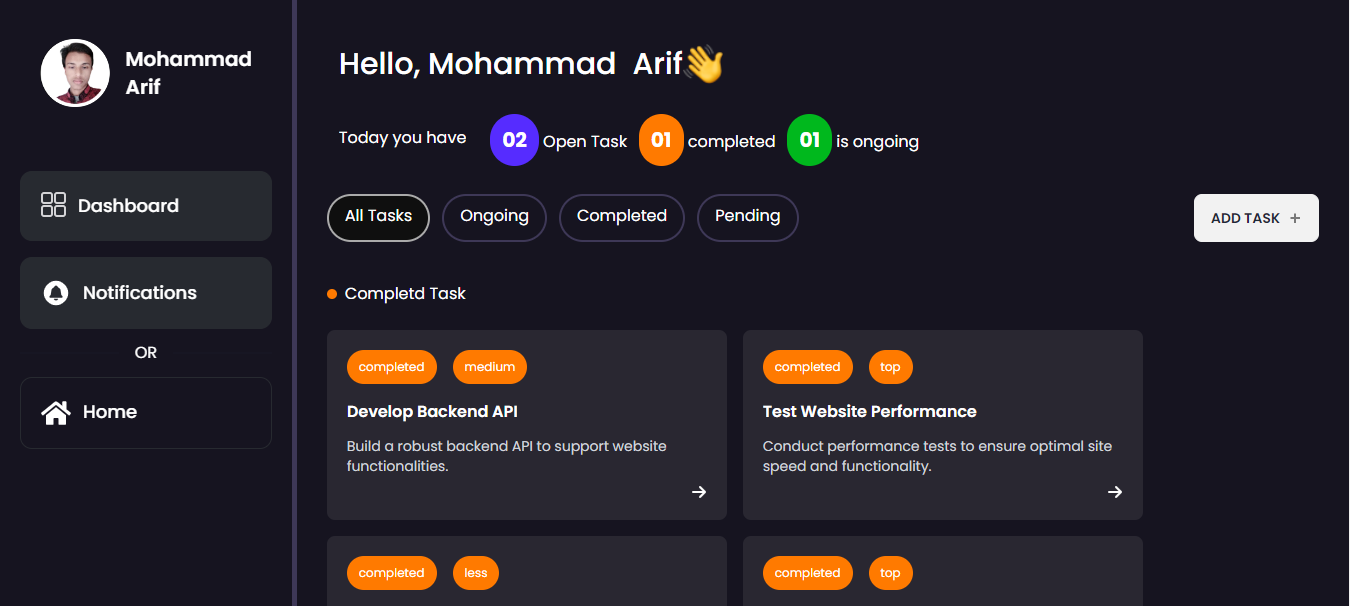 Mohammad
Arif
Dashboard
Notifications
OR
Home
Hello, Mohammad  Arif👋
Today you have 02 Open Task 01 completed 01 is ongoing
All Tasks Ongoing Completed Pending ADD TASK +
Completd Task
completed medium
Develop Backend API
Build a robust backend API to support website
functionalities.
completed top
Test Website Performance
Conduct performance tests to ensure optimal site
speed and functionality.
completed less
completed top